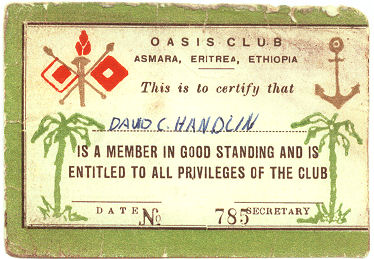 OASIS CLUB
ASMARA, ERITREA, ETHIOPIA
This is to certify that
DAVID C. HANDLIN
IS A MEMBER IN GOOD STANDING AND IS
ENTITLED TO ALL PRIVILEGES OF THE CLUB
DATE SECRETARY
No 785